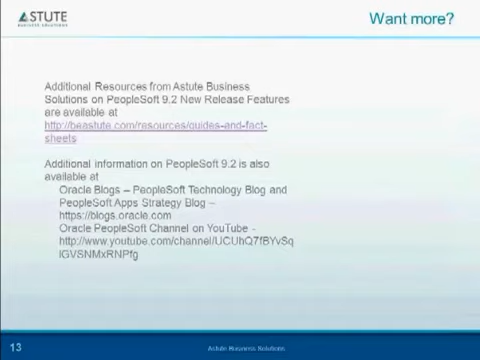 ASTUTE
BUSINESS SOLUTIONS
Want more?
Additional Resources from Astute Business
Solutions on PeopleSoft 9.2 New Release Features
are available at
http://beastute.com/resources/guides-and-fact-
sheets
Additional information on PeopleSoft 9.2 is also
available at
Oracle Blogs – PeopleSoft Technology Blog and
PeopleSoft Apps Strategy Blog –
https://blogs.oracle.com
Oracle PeopleSoft Channel on YouTube -
http://www.youtube.com/channel/UCUhQ7fBYvSq
IGVSNMxRNPfg
13
Astute Business Solutions